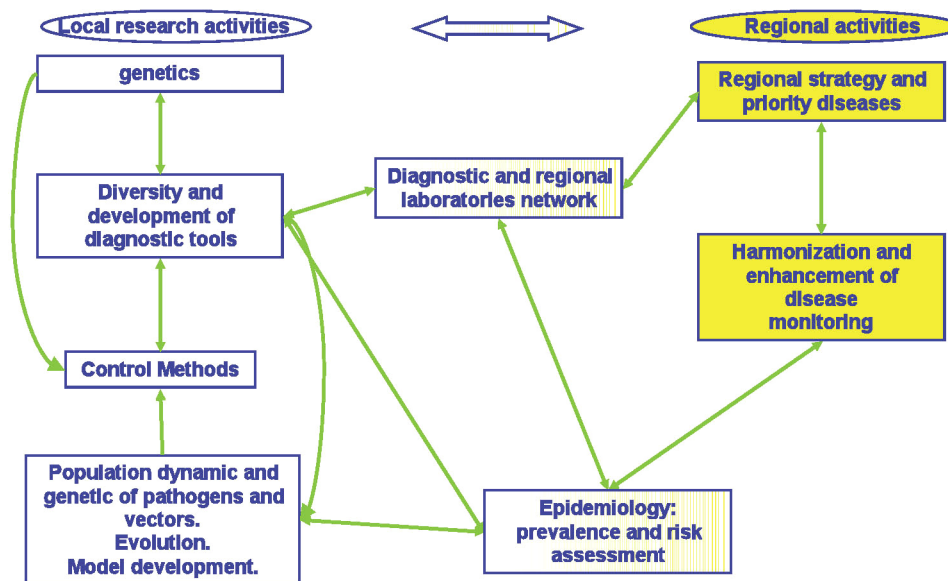 Local research activities
Regional activities
genetics
Regional strategy and
priority diseases
Diversity and
development of
diagnostic tools
Diagnostic and regional
laboratories network
Harmonization and
enhancement of
disease
monitoring
Control Methods
Population dynamic and
genetic of pathogens and
vectors.
Evolution.
Model development.
Epidemiology:
prevalence and risk
assessment